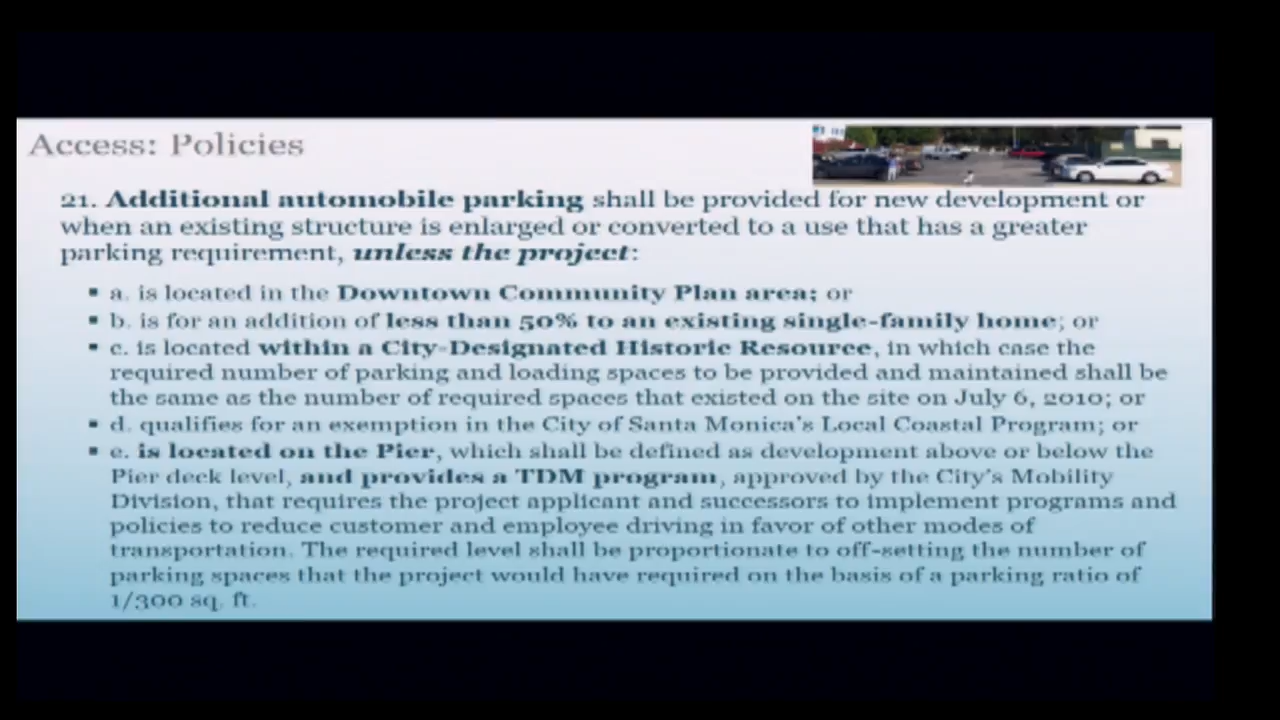 Access: Policies
21. Additional automobile parking shall be provided for new development or
when an existing structure is enlarged or converted to a use that has a greater
parking requirement, unless the project:
▪ a. is located in the Downtown Community Plan area; or
▪ b. is for an addition of less than 50% to an existing single-family home; or
▪ c. is located within a City-Designated Historic Resource, in which case the
required number of parking and loading spaces to be provided and maintained shall be
the same as the number of required spaces that existed on the site on July 6, 2010; or
▪ d. qualifies for an exemption in the City of Santa Monica's Local Coastal Program; or
▪ e. is located on the Pier, which shall be defined as development above or below the
Pier deck level, and provides a TDM program, approved by the City's Mobility
Division, that requires the project applicant and successors to implement programs and
policies to reduce customer and employee driving in favor of other modes of
transportation. The required level shall be proportionate to off-setting the number of
parking spaces that the project would have required on the basis of a parking ratio of
1/300 sq. ft.